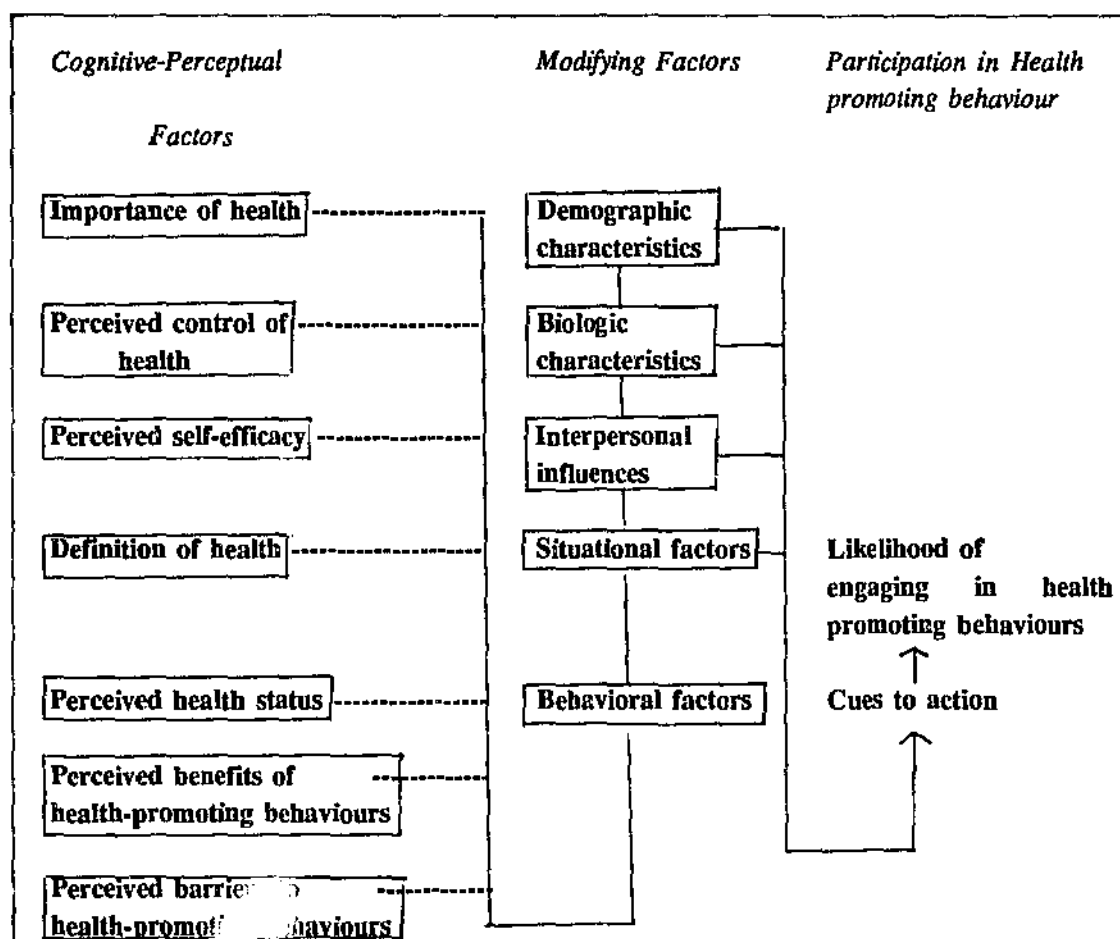 Cognitive-Perceptual
Factors
Importance of health
Perceived control of
health
Perceived self-efficacy
Definition of health
Perceived health status
Perceived benefits of
health-promoting behaviours
Perceived
health-
Modifying Factors
Demographic
characteristics
Biologic
characteristics
Interpersonal
influences
Situational factors
Behavioral factors
Participation in Health
promoting behaviour
Likelihood of
engaging in health
promoting behaviours
Cues to action